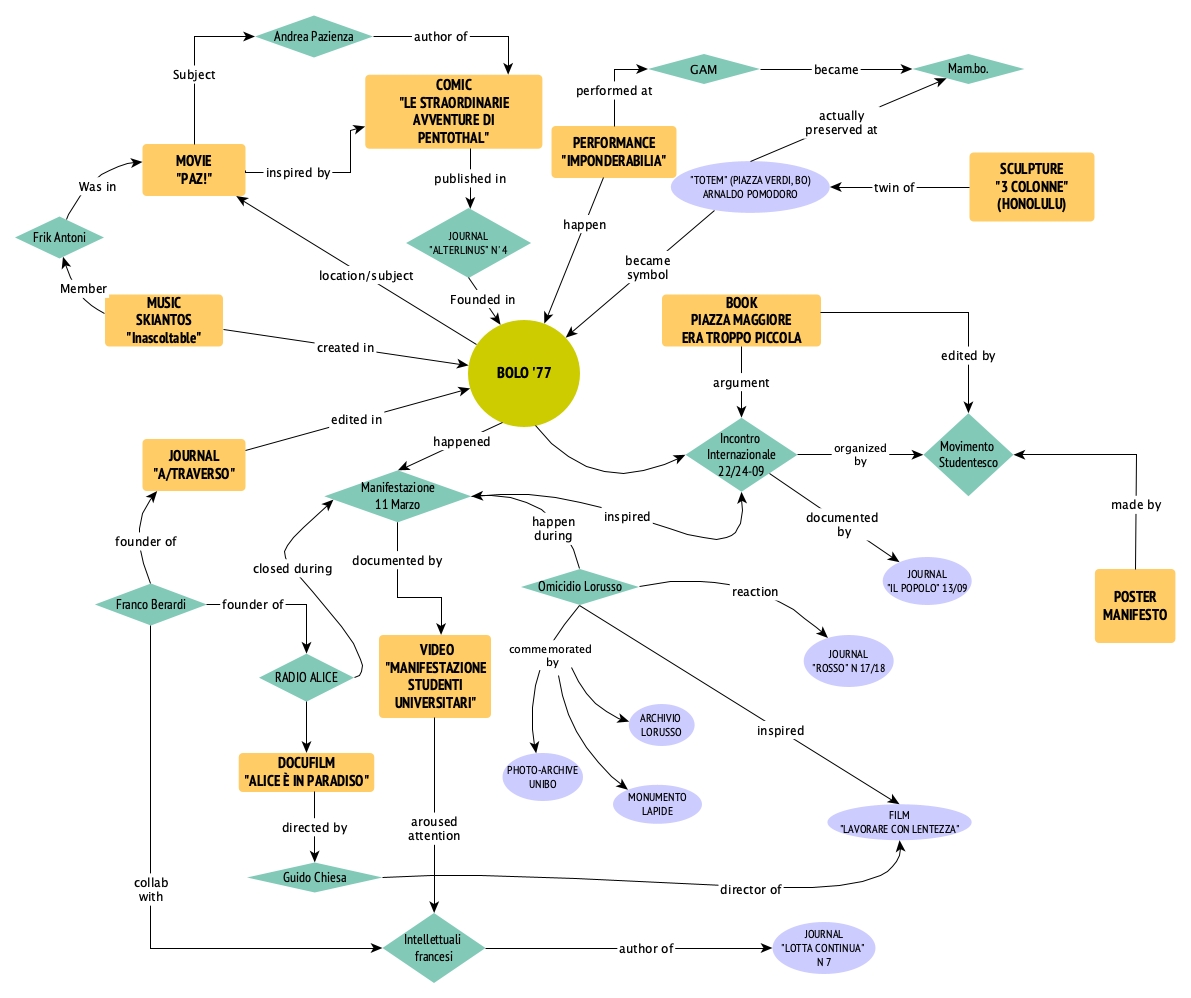 Andrea Pazienza
author of
Subject
COMIC
"LE STRAORDINARIE
AVVENTURE DI
PENTOTHAL"
GAM
became
Mam.bo.
performed at
actually
preserved at
PERFORMANCE
"IMPONDERABILIA"
MOVIE
"PAZ!"
inspired by
published in
Was in
"TOTEM" (PIAZZA VERDI, BO)
ARNALDO POMODORO
twin of
SCULPTURE
"3 COLONNE"
(HONOLULU)
Frik Antoni
JOURNAL
"ALTERLINUS" N' 4
happen
became
symbol
location/subject
Member
Founded in
MUSIC
SKIANTOS
"Inascoltable"
created in
BOOK
PIAZZA MAGGIORE
ERA TROPPO PICCOLA
edited by
BOLO '77
argument
edited in
happened
JOURNAL
"A/TRAVERSO"
Incontro
Internazionale
22/24-09
organized
by
Movimento
Studentesco
Manifestazione
11 Marzo
inspired
happen
during
documented
by
made by
founder of
closed during
documented by
Franco Berardi
founder of
Omicidio Lorusso
reaction
JOURNAL
"IL POPOLO" 13/09
POSTER
MANIFESTO
RADIO ALICE
VIDEO
"MANIFESTAZIONE
STUDENTI
UNIVERSITARI"
commemorated
by
JOURNAL
"ROSSO" N 17/18
ARCHIVIO
LORUSSO
inspired
DOCUFILM
"ALICE È IN PARADISO"
PHOTO-ARCHIVE
UNIBO
MONUMENTO
LAPIDE
directed by
aroused
attention
FILM
"LAVORARE CON LENTEZZA"
Guido Chiesa
director of
collab
with
Intellettuali
francesi
author of
JOURNAL
"LOTTA CONTINUA"
N 7